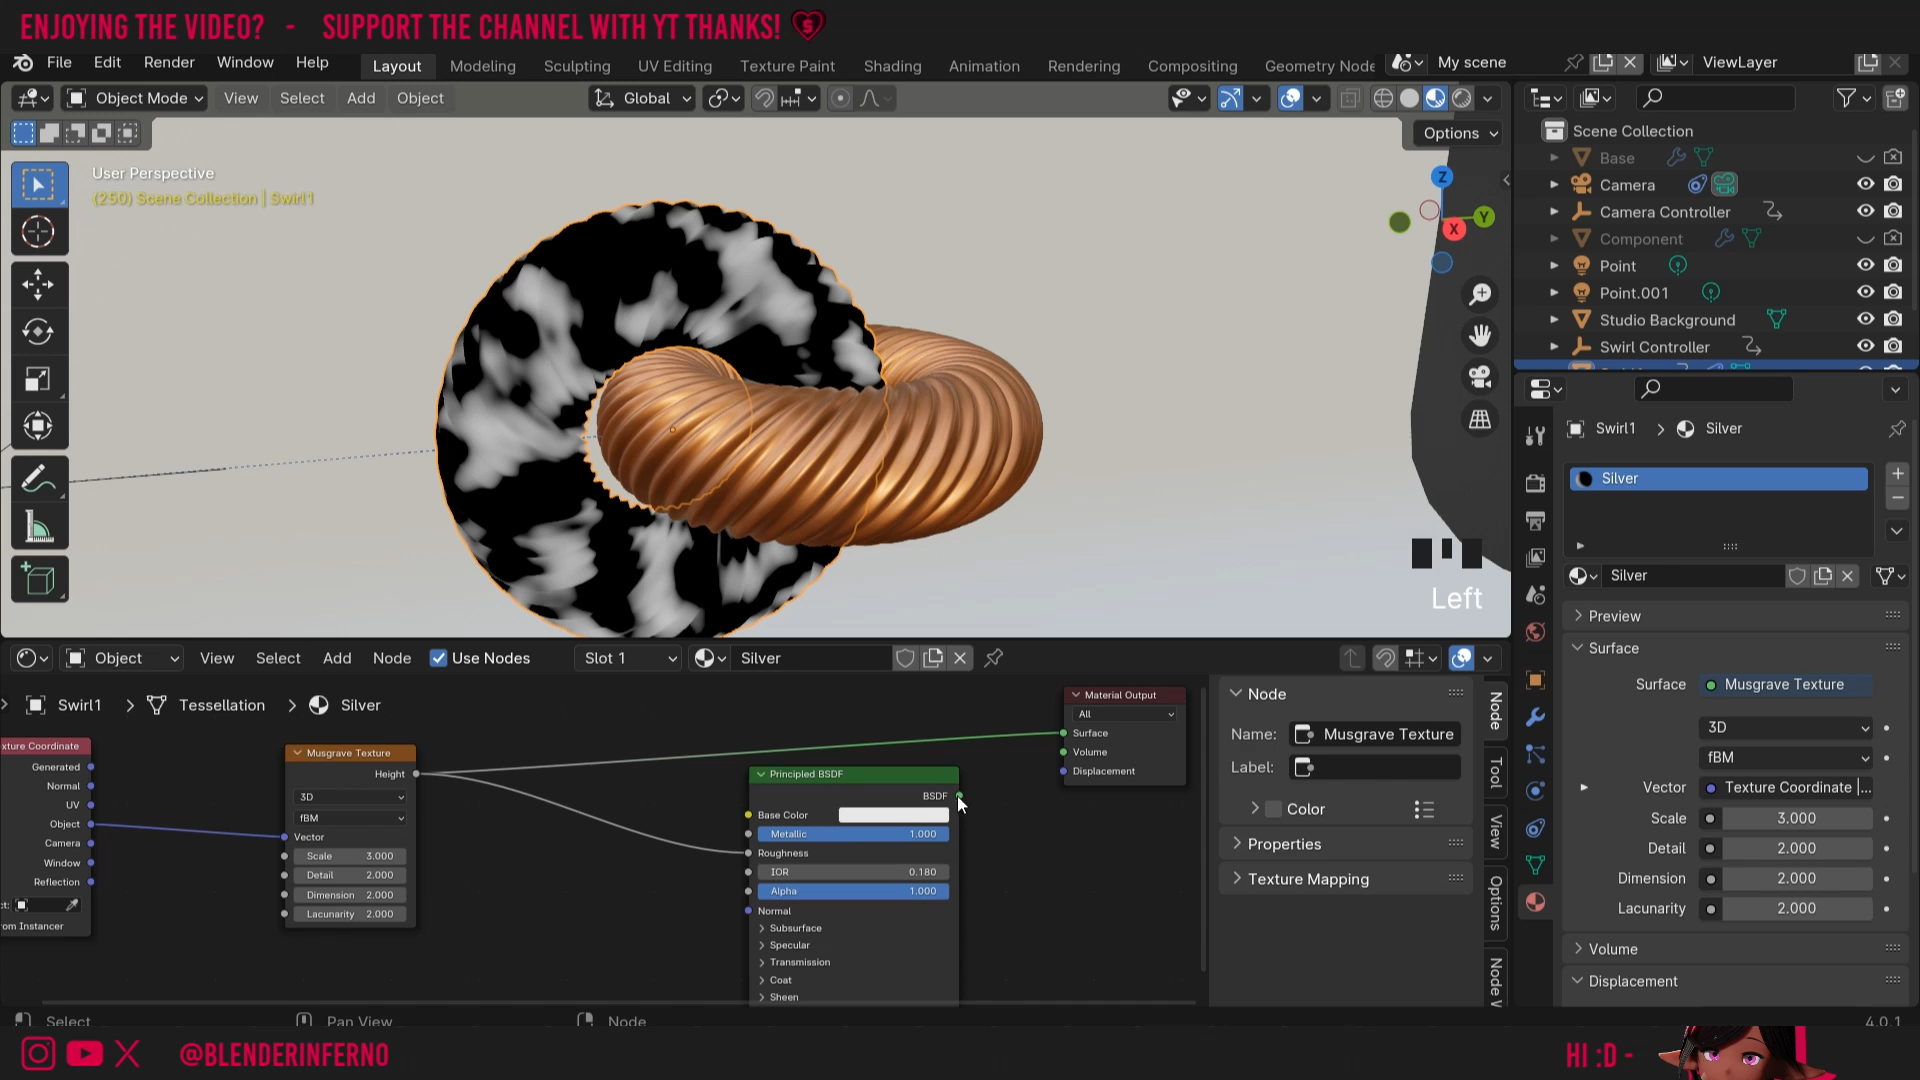 ENJOYING THE VIDEO? - SUPPORT THE CHANNEL WITH YT THANKS!
File Edit Render Window Help Layout Modeling Sculpting UV Editing Texture Paint Shading Animation Rendering Compositing Geometry Node My scene ViewLayer
Object Mode View Select Add Object Global
Options
User Perspective
(250) Scene Collection | Swirl1
Z
Y
X
Left
Scene Collection
Base
Camera
Camera Controller
Component
Point
Point.001
Studio Background
Swirl Controller
Swirl1 > Silver
Silver
Silver
Preview
Surface
Surface Musgrave Texture
3D
fBM
Vector Texture Coordinate |...
Scale 3.000
Detail 2.000
Dimension 2.000
Lacunarity 2.000
Volume
Displacement
Object View Select Add Node Use Nodes Slot 1 Silver
Swirl1 > Tessellation > Silver
xture Coordinate
Generated
Normal
UV
Object
Camera
Window
Reflection
ct:
om Instancer
Musgrave Texture
Height
3D
fBM
Vector
Scale 3.000
Detail 2.000
Dimension 2.000
Lacunarity 2.000
Principled BSDF
BSDF
Base Color
Metallic 1.000
Roughness
IOR 0.180
Alpha 1.000
Normal
Subsurface
Specular
Transmission
Coat
Sheen
Material Output
All
Surface
Volume
Displacement
Node
Name: Musgrave Texture
Label:
Color
Properties
Texture Mapping
Node
Tool
View
Options
Node W
Select Pan View Node 4.0.1
@BLENDERINFERNO HI :D -